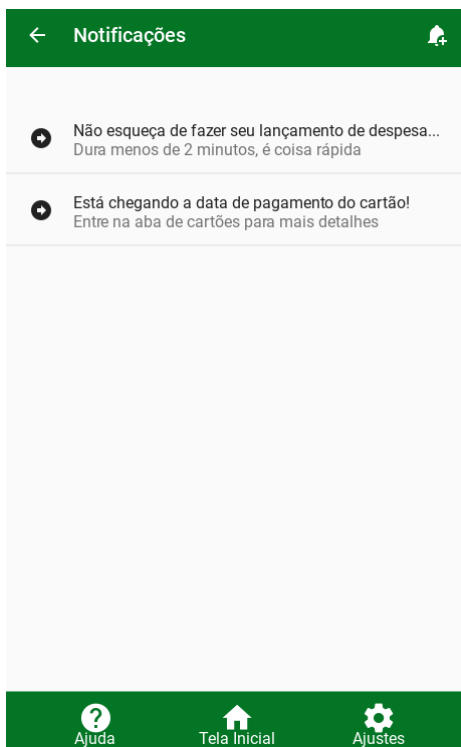 Notificações
Não esqueça de fazer seu lançamento de despesa...
Dura menos de 2 minutos, é coisa rápida
Está chegando a data de pagamento do cartão!
Entre na aba de cartões para mais detalhes
Ajuda Tela Inicial Ajustes